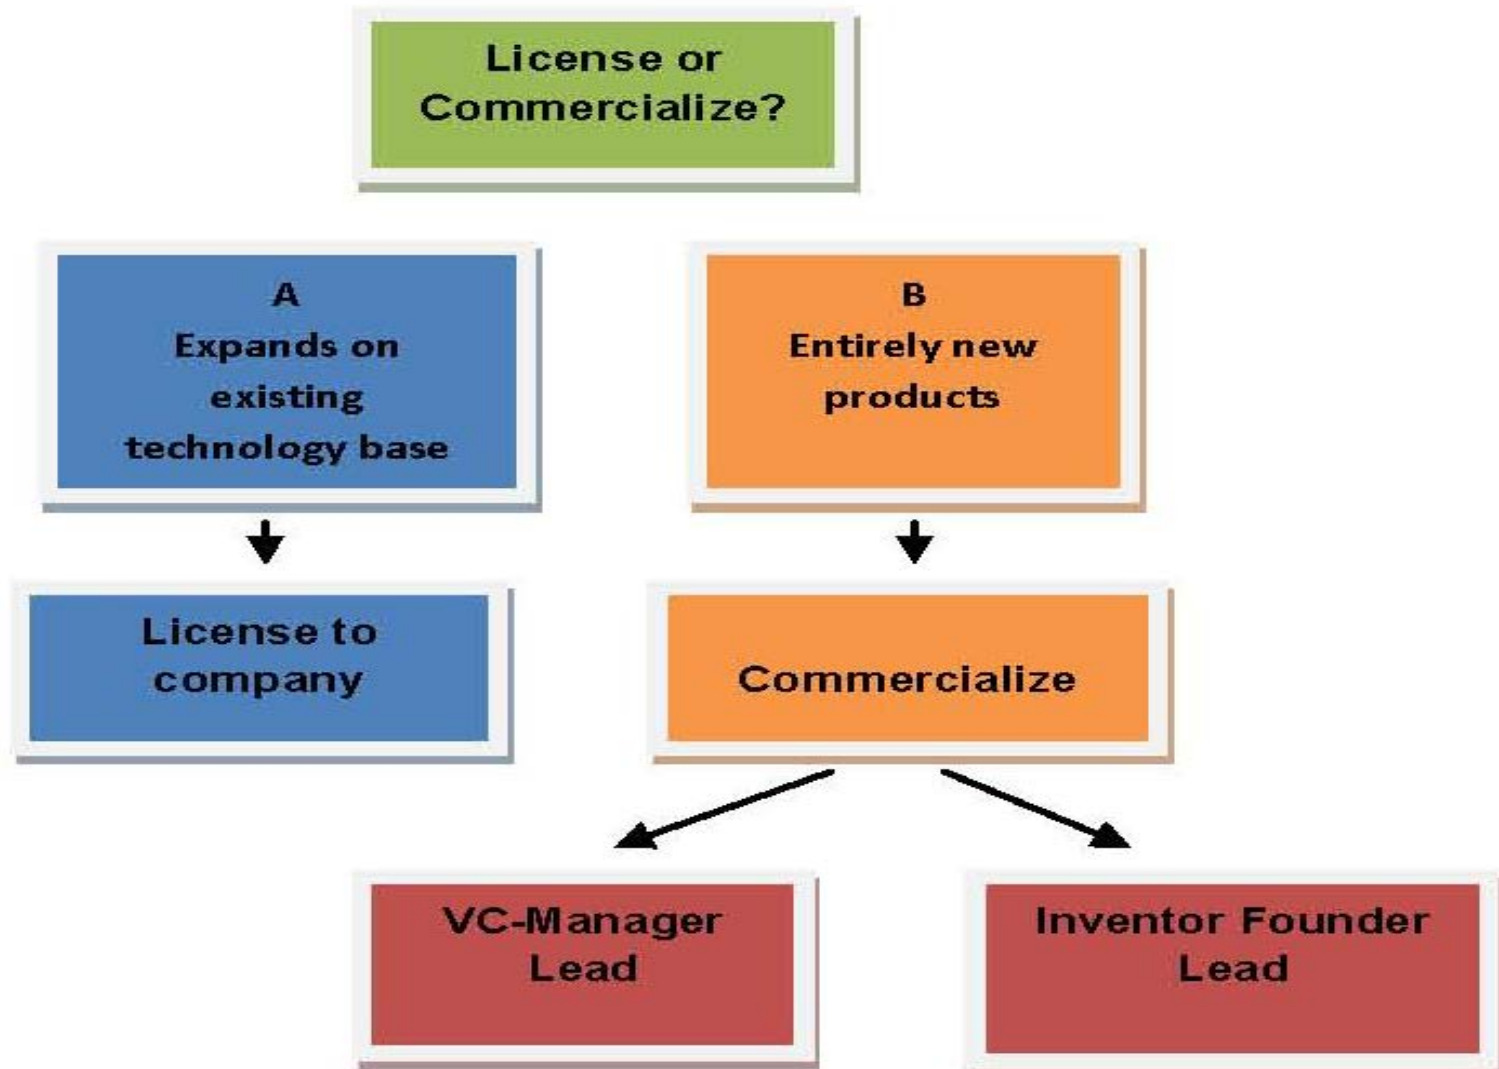 License or
Commercialize?
A
Expands on
existing
technology base
B
Entirely new
products
License to
company
Commercialize
VC-Manager
Lead
Inventor Founder
Lead